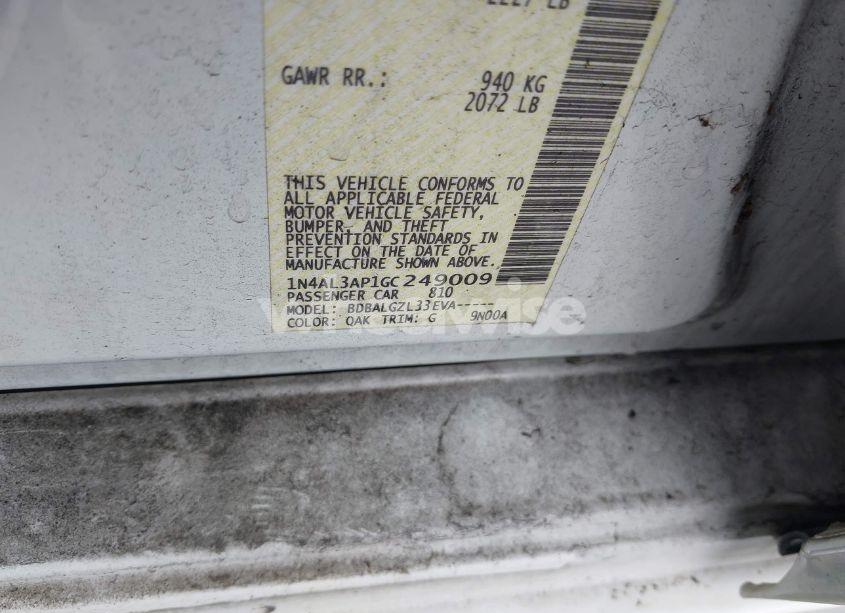 2227 LB
GAWR RR.: 940 KG
2072 LB
THIS VEHICLE CONFORMS TO
ALL APPLICABLE FEDERAL
MOTOR VEHICLE SAFETY,
BUMPER, AND THEFT
PREVENTION STANDARDS IN
EFFECT ON THE DATE OF
MANUFACTURE SHOWN ABOVE.
1N4AL3AP1GC249009
PASSENGER CAR 810
MODEL: BDBALGZL33EVA-----
COLOR: QAK TRIM: G 9N00A